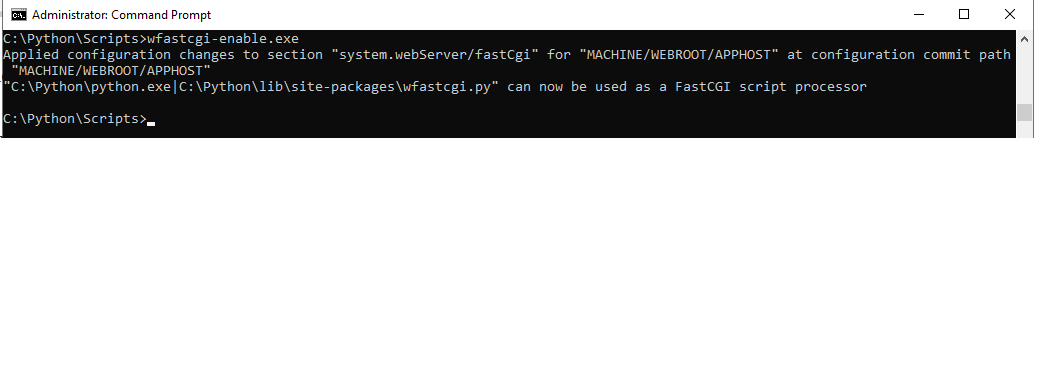 Administrator: Command Prompt
C:\Python\Scripts>wfastcgi-enable.exe
Applied configuration changes to section "system.webServer/fastCgi" for "MACHINE/WEBROOT/APPHOST" at configuration commit path
"MACHINE/WEBROOT/APPHOST"
"C:\Python\python.exe|C:\Python\lib\site-packages\wfastcgi.py" can now be used as a FastCGI script processor
C:\Python\Scripts>